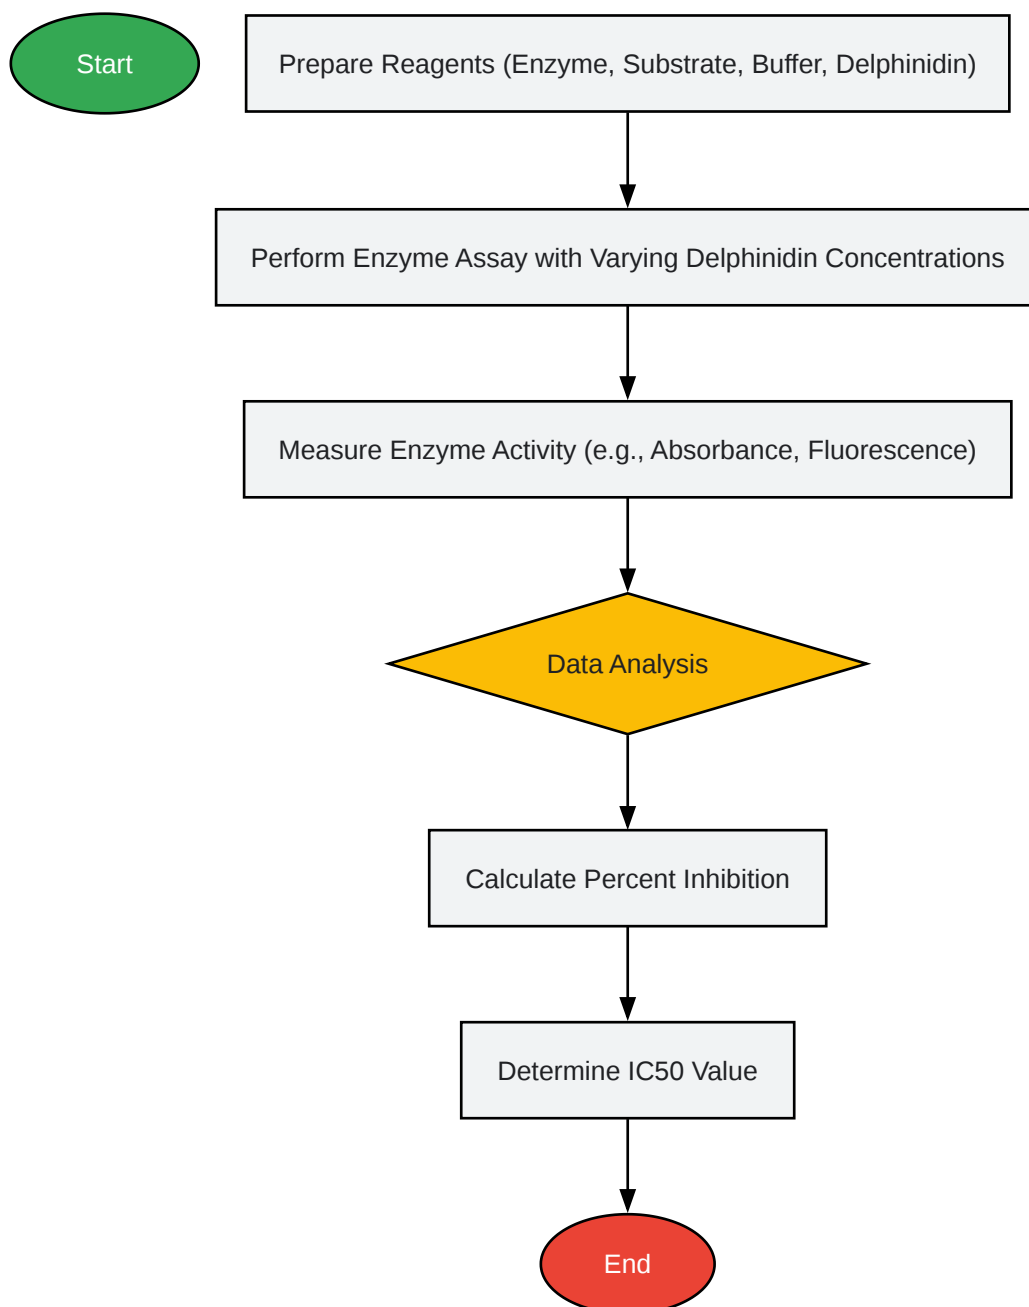 Start
Prepare Reagents (Enzyme, Substrate, Buffer, Delphinidin)
Perform Enzyme Assay with Varying Delphinidin Concentrations
Measure Enzyme Activity (e.g., Absorbance, Fluorescence)
Data Analysis
Calculate Percent Inhibition
Determine IC50 Value
End